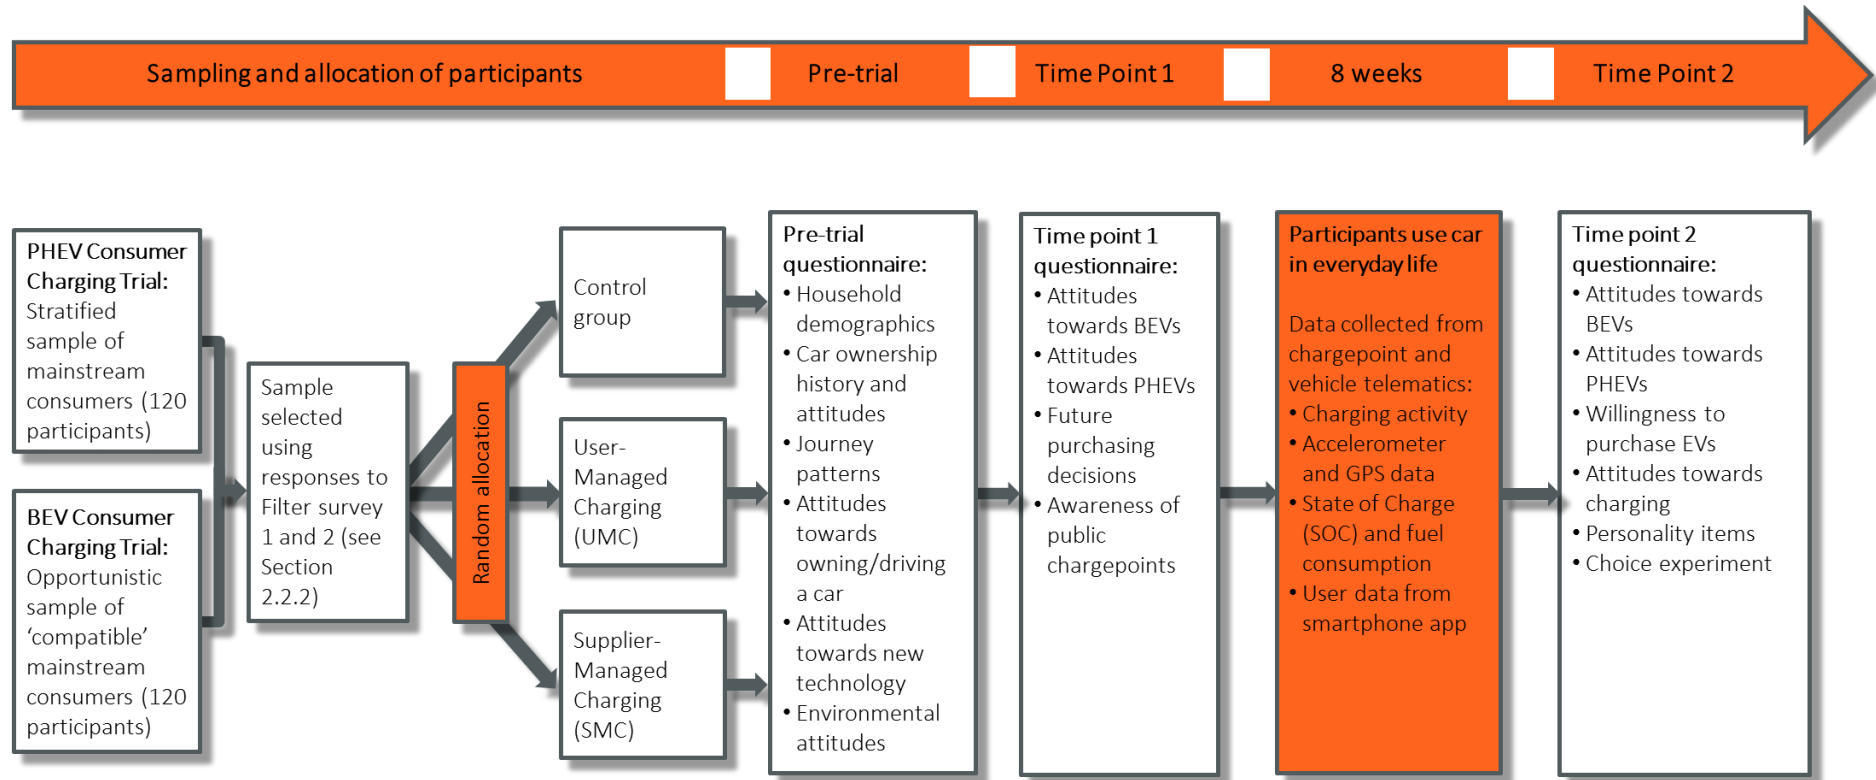 Sampling and allocation of participants
Pre-trial
Time Point 1
8 weeks
Time Point 2
PHEV Consumer
Charging Trial:
Stratified
sample of
mainstream
consumers (120
participants)
BEV Consumer
Charging Trial:
Opportunistic
sample of
‘compatible’
mainstream
consumers (120
participants)
Sample
selected
using
responses to
Filter survey
1 and 2 (see
Section
2.2.2)
Random allocation
Control
group
User-
Managed
Charging
(UMC)
Supplier-
Managed
Charging
(SMC)
Pre-trial
questionnaire:
• Household
demographics
• Car ownership
history and
attitudes
• Journey
patterns
• Attitudes
towards
owning/driving
a car
• Attitudes
towards new
technology
• Environmental
attitudes
Time point 1
questionnaire:
• Attitudes
towards BEVs
• Attitudes
towards PHEVs
• Future
purchasing
decisions
• Awareness of
public
chargepoints
Participants use car
in everyday life
Data collected from
chargepoint and
vehicle telematics:
• Charging activity
• Accelerometer
and GPS data
• State of Charge
(SOC) and fuel
consumption
• User data from
smartphone app
Time point 2
questionnaire:
• Attitudes towards
BEVs
• Attitudes towards
PHEVs
• Willingness to
purchase EVs
• Attitudes towards
charging
• Personality items
• Choice experiment